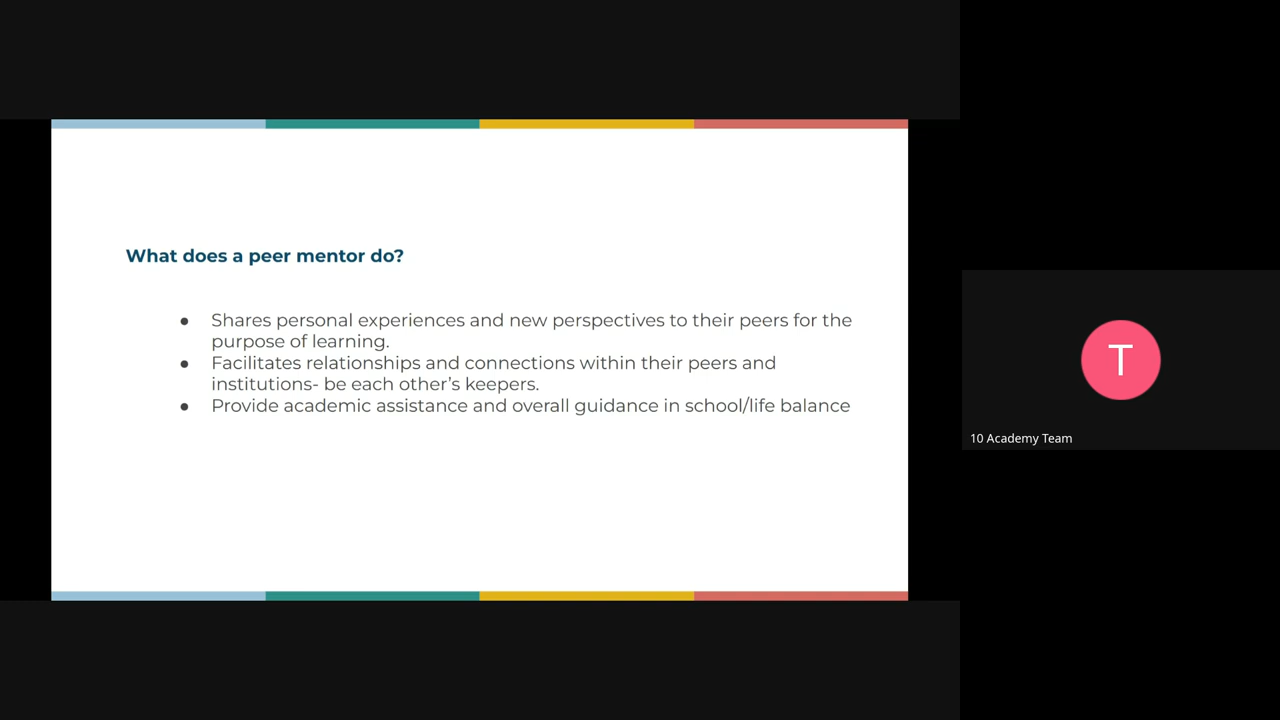 What does a peer mentor do?
● Shares personal experiences and new perspectives to their peers for the
purpose of learning.
● Facilitates relationships and connections within their peers and
institutions- be each other’s keepers.
● Provide academic assistance and overall guidance in school/life balance
T
10 Academy Team